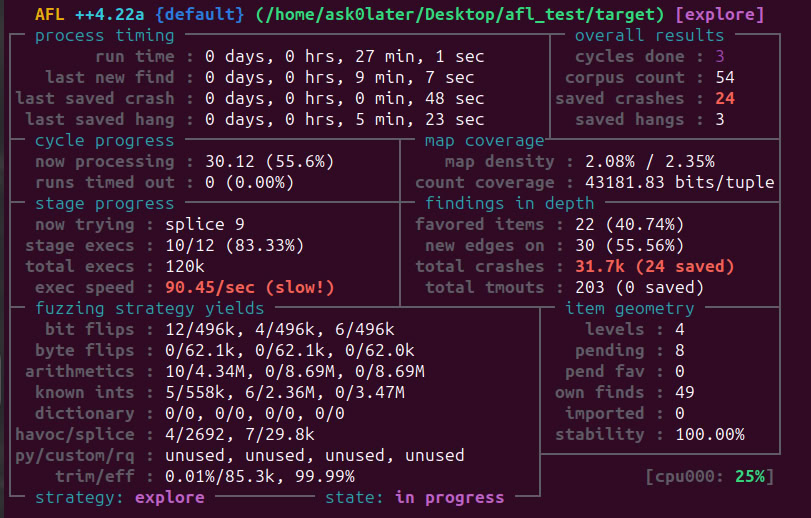 AFL ++4.22a {default} (/home/ask0later/Desktop/afl_test/target) [explore]
process timing overall results
run time : 0 days, 0 hrs, 27 min, 1 sec cycles done : 3
last new find : 0 days, 0 hrs, 9 min, 7 sec corpus count : 54
last saved crash : 0 days, 0 hrs, 0 min, 48 sec saved crashes : 24
last saved hang : 0 days, 0 hrs, 5 min, 23 sec saved hangs : 3
cycle progress map coverage
now processing : 30.12 (55.6%) map density : 2.08% / 2.35%
runs timed out : 0 (0.00%) count coverage : 43181.83 bits/tuple
stage progress findings in depth
now trying : splice 9 favored items : 22 (40.74%)
stage execs : 10/12 (83.33%) new edges on : 30 (55.56%)
total execs : 120k total crashes : 31.7k (24 saved)
exec speed : 90.45/sec (slow!) total tmouts : 203 (0 saved)
fuzzing strategy yields item geometry
bit flips : 12/496k, 4/496k, 6/496k levels : 4
byte flips : 0/62.1k, 0/62.1k, 0/62.0k pending : 8
arithmetics : 10/4.34M, 0/8.69M, 0/8.69M pend fav : 0
known ints : 5/558k, 6/2.36M, 0/3.47M own finds : 49
dictionary : 0/0, 0/0, 0/0, 0/0 imported : 0
havoc/splice : 4/2692, 7/29.8k stability : 100.00%
py/custom/rq : unused, unused, unused, unused
trim/eff : 0.01%/85.3k, 99.99% [cpu000: 25%]
strategy: explore state: in progress